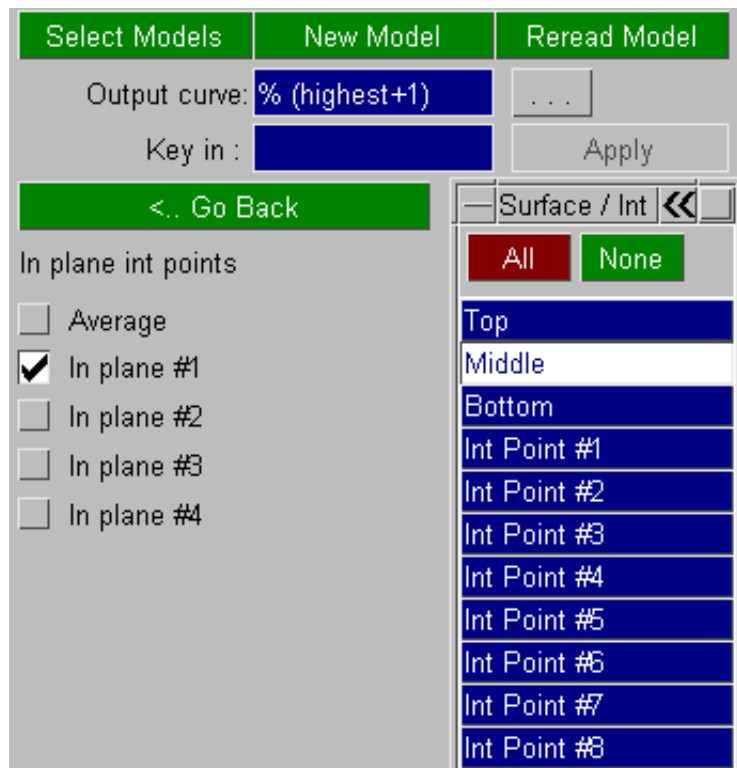 Select Models New Model Reread Model
Output curve: % (highest+1) . . .
Key in : Apply
<.. Go Back
Surface / Int
In plane int points
All None
Average
In plane #1
In plane #2
In plane #3
In plane #4
Top
Middle
Bottom
Int Point #1
Int Point #2
Int Point #3
Int Point #4
Int Point #5
Int Point #6
Int Point #7
Int Point #8